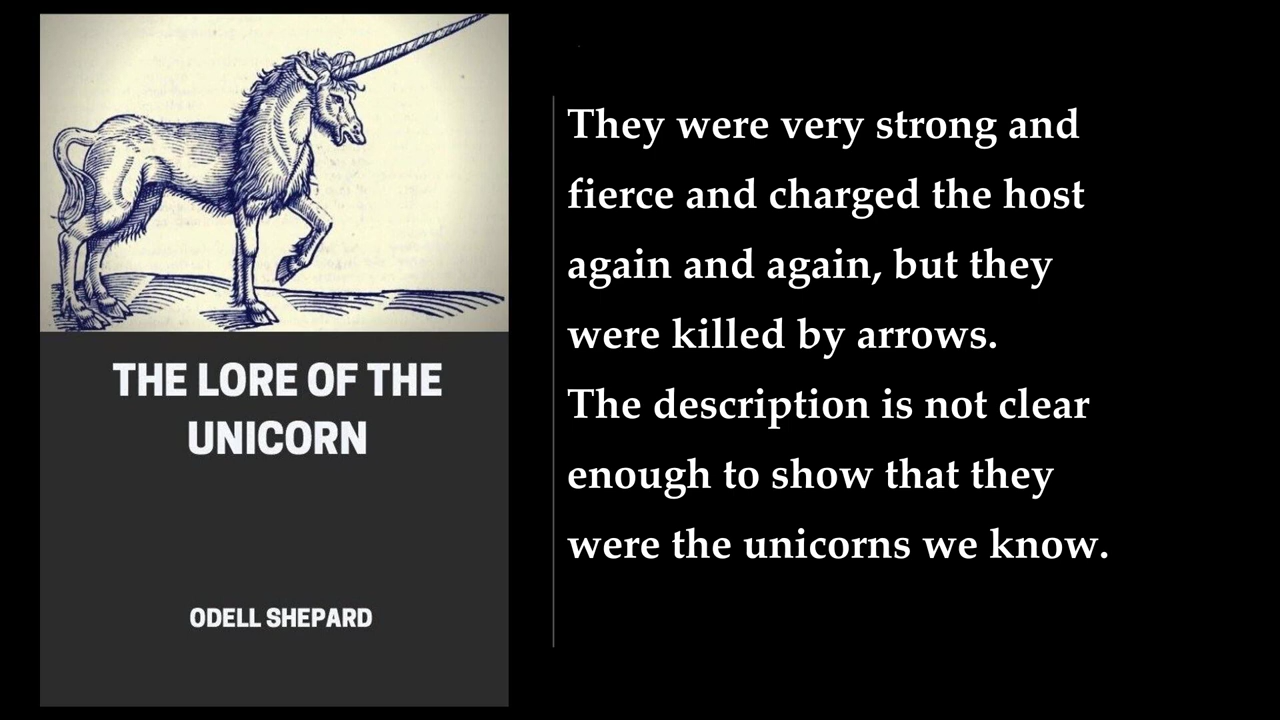 THE LORE OF THE
UNICORN
ODELL SHEPARD
They were very strong and
fierce and charged the host
again and again, but they
were killed by arrows.
The description is not clear
enough to show that they
were the unicorns we know.